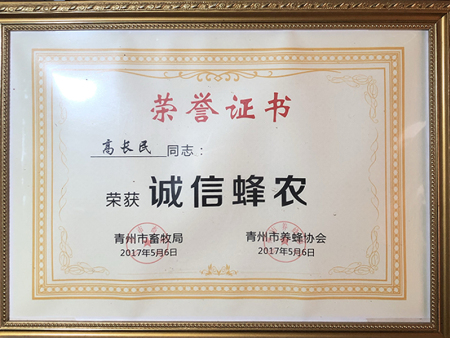 荣誉证书
高长民 同志:
荣获 诚信蜂农
青州市畜牧局 青州市养蜂协会
2017年5月6日 2017年5月6日